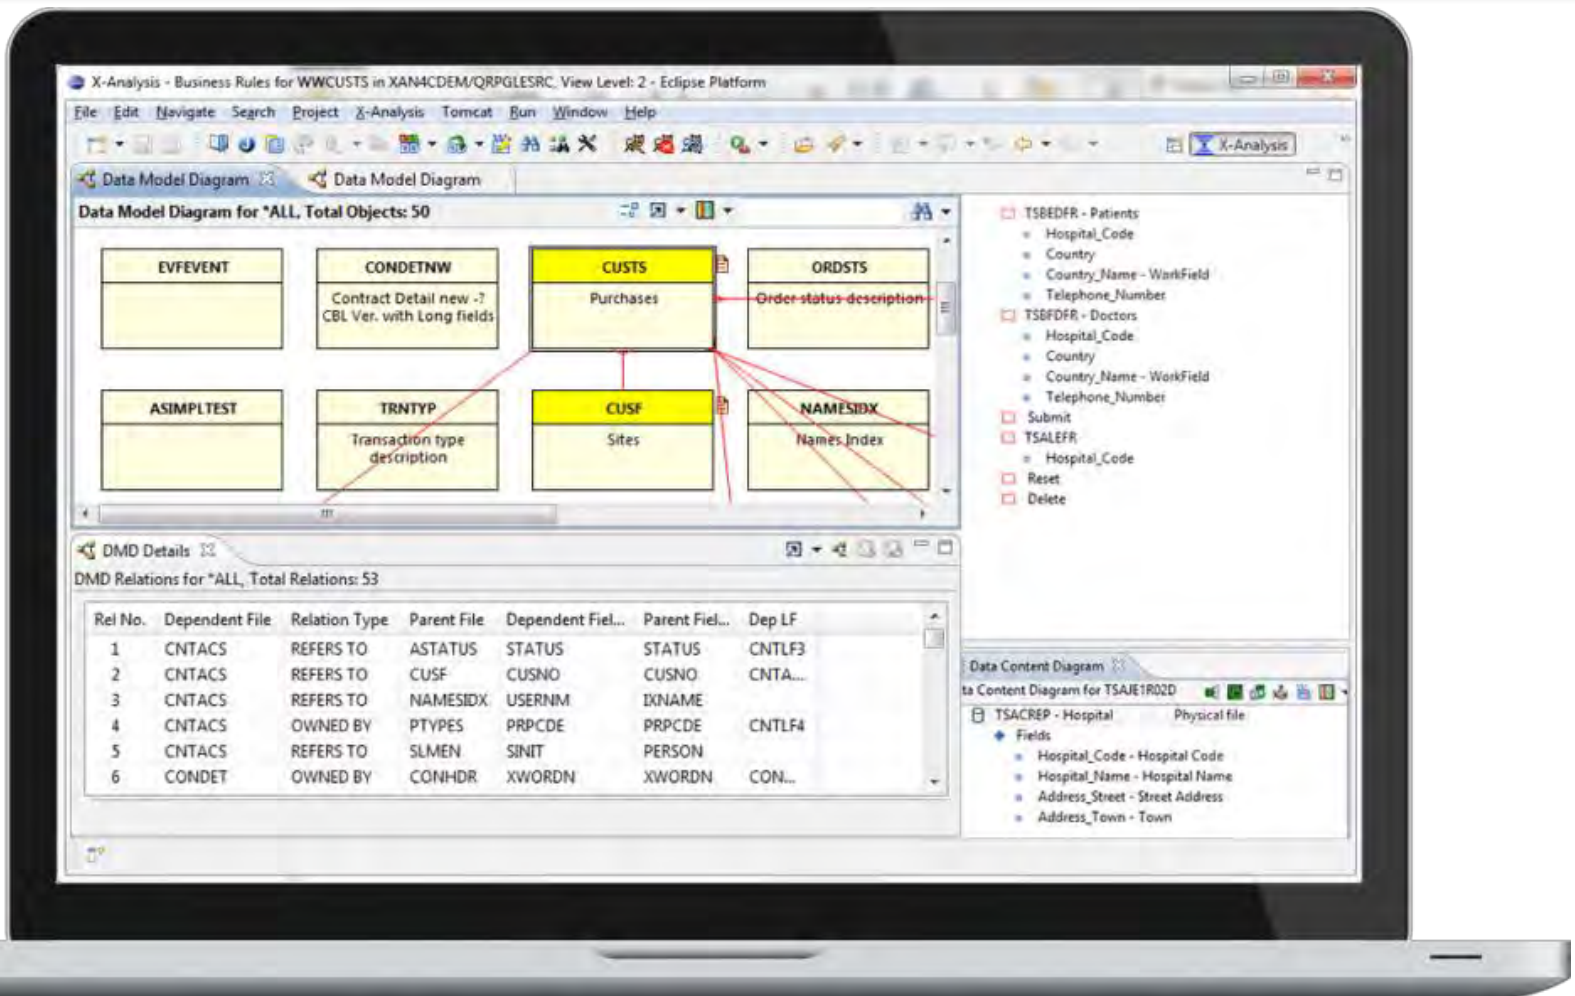 X-Analysis - Business Rules for WWCUSTS in XAN4CDEM/QRPGLESRC, View Level: 2 - Eclipse Platform
File Edit Navigate Search Project X-Analysis Tomcat Run Window Help
X-Analysis
Data Model Diagram Data Model Diagram
Data Model Diagram for *ALL, Total Objects: 50
EVFEVENT
CONDETNW
Contract Detail new -?
CBL Ver. with Long fields
CUSTS
Purchases
ORDSTS
Order status description
ASIMPLTEST
TRNTYP
Transaction type
description
CUSF
Sites
NAMESIDX
Names Index
DMD Details
DMD Relations for *ALL, Total Relations: 53
Rel No. Dependent File Relation Type Parent File Dependent Fiel... Parent Fiel... Dep LF
1 CNTACS REFERS TO ASTATUS STATUS STATUS CNTLF3
2 CNTACS REFERS TO CUSF CUSNO CUSNO CNTA...
3 CNTACS REFERS TO NAMESIDX USERNM IXNAME
4 CNTACS OWNED BY PTYPES PRPCDE PRPCDE CNTLF4
5 CNTACS REFERS TO SLMEN SINIT PERSON
6 CONDET OWNED BY CONHDR XWORDN XWORDN CON...
TSBEDFR - Patients
Hospital_Code
Country
Country_Name - WorkField
Telephone_Number
TSBFDFR - Doctors
Hospital_Code
Country
Country_Name - WorkField
Telephone_Number
Submit
TSALEFR
Hospital_Code
Reset
Delete
Data Content Diagram
ta Content Diagram for TSAJE1R02D
TSACREP - Hospital Physical file
Fields
Hospital_Code - Hospital Code
Hospital_Name - Hospital Name
Address_Street - Street Address
Address_Town - Town